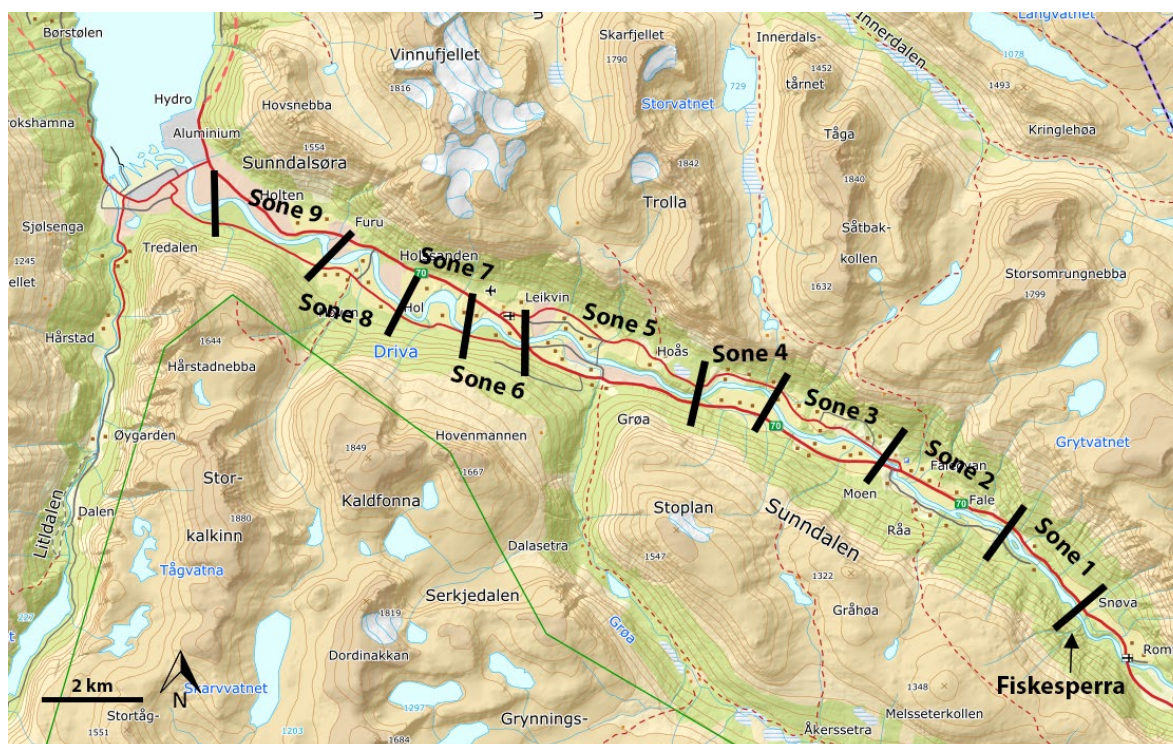 Børstølen
Skarfjellet
1790
Innerdals-
tårnet
1452
Innerdalen
Langvatnet
1078
Vinnufjellet
1816
729
1493
Hydro
Aluminium
Hovsnebba
1554
Storvatnet
Tåga
Kringlehøa
Sunndalsøra
1842
1840
Holten
Trolla
Sone 9
Furu
Sjølsenga
Tredalen
Såtbak-
kollen
1245
Holssanden
Sone 7
70
Storsomrungnebba
1799
1632
Leikvin
Hol
Sone 8
Sone 5
Driva
Hårstad
1644
Hårstadnebba
Hoås
Sone 4
Sone 6
Sone 3
Grøa
70
Øygarden
1849
Hovenmannen
1667
Grytvatnet
Sone 2
Moen
Fale
70
Stor-
kalkinn
1880
Kaldfonna
Stoplan
Sunndalen
Råa
Litldalen
Dalen
Dalasetra
1547
Sone 1
Tågvatna
1322
Serkjedalen
Gråhøa
Snøva
1819
Grøa
Dordinakkan
Fiskesperra
2 km
N
Skarvvatnet
1297
1348
Melsseterkollen
Stortåg-
1551
1203
1684
Grynnings-
Åkerssetra